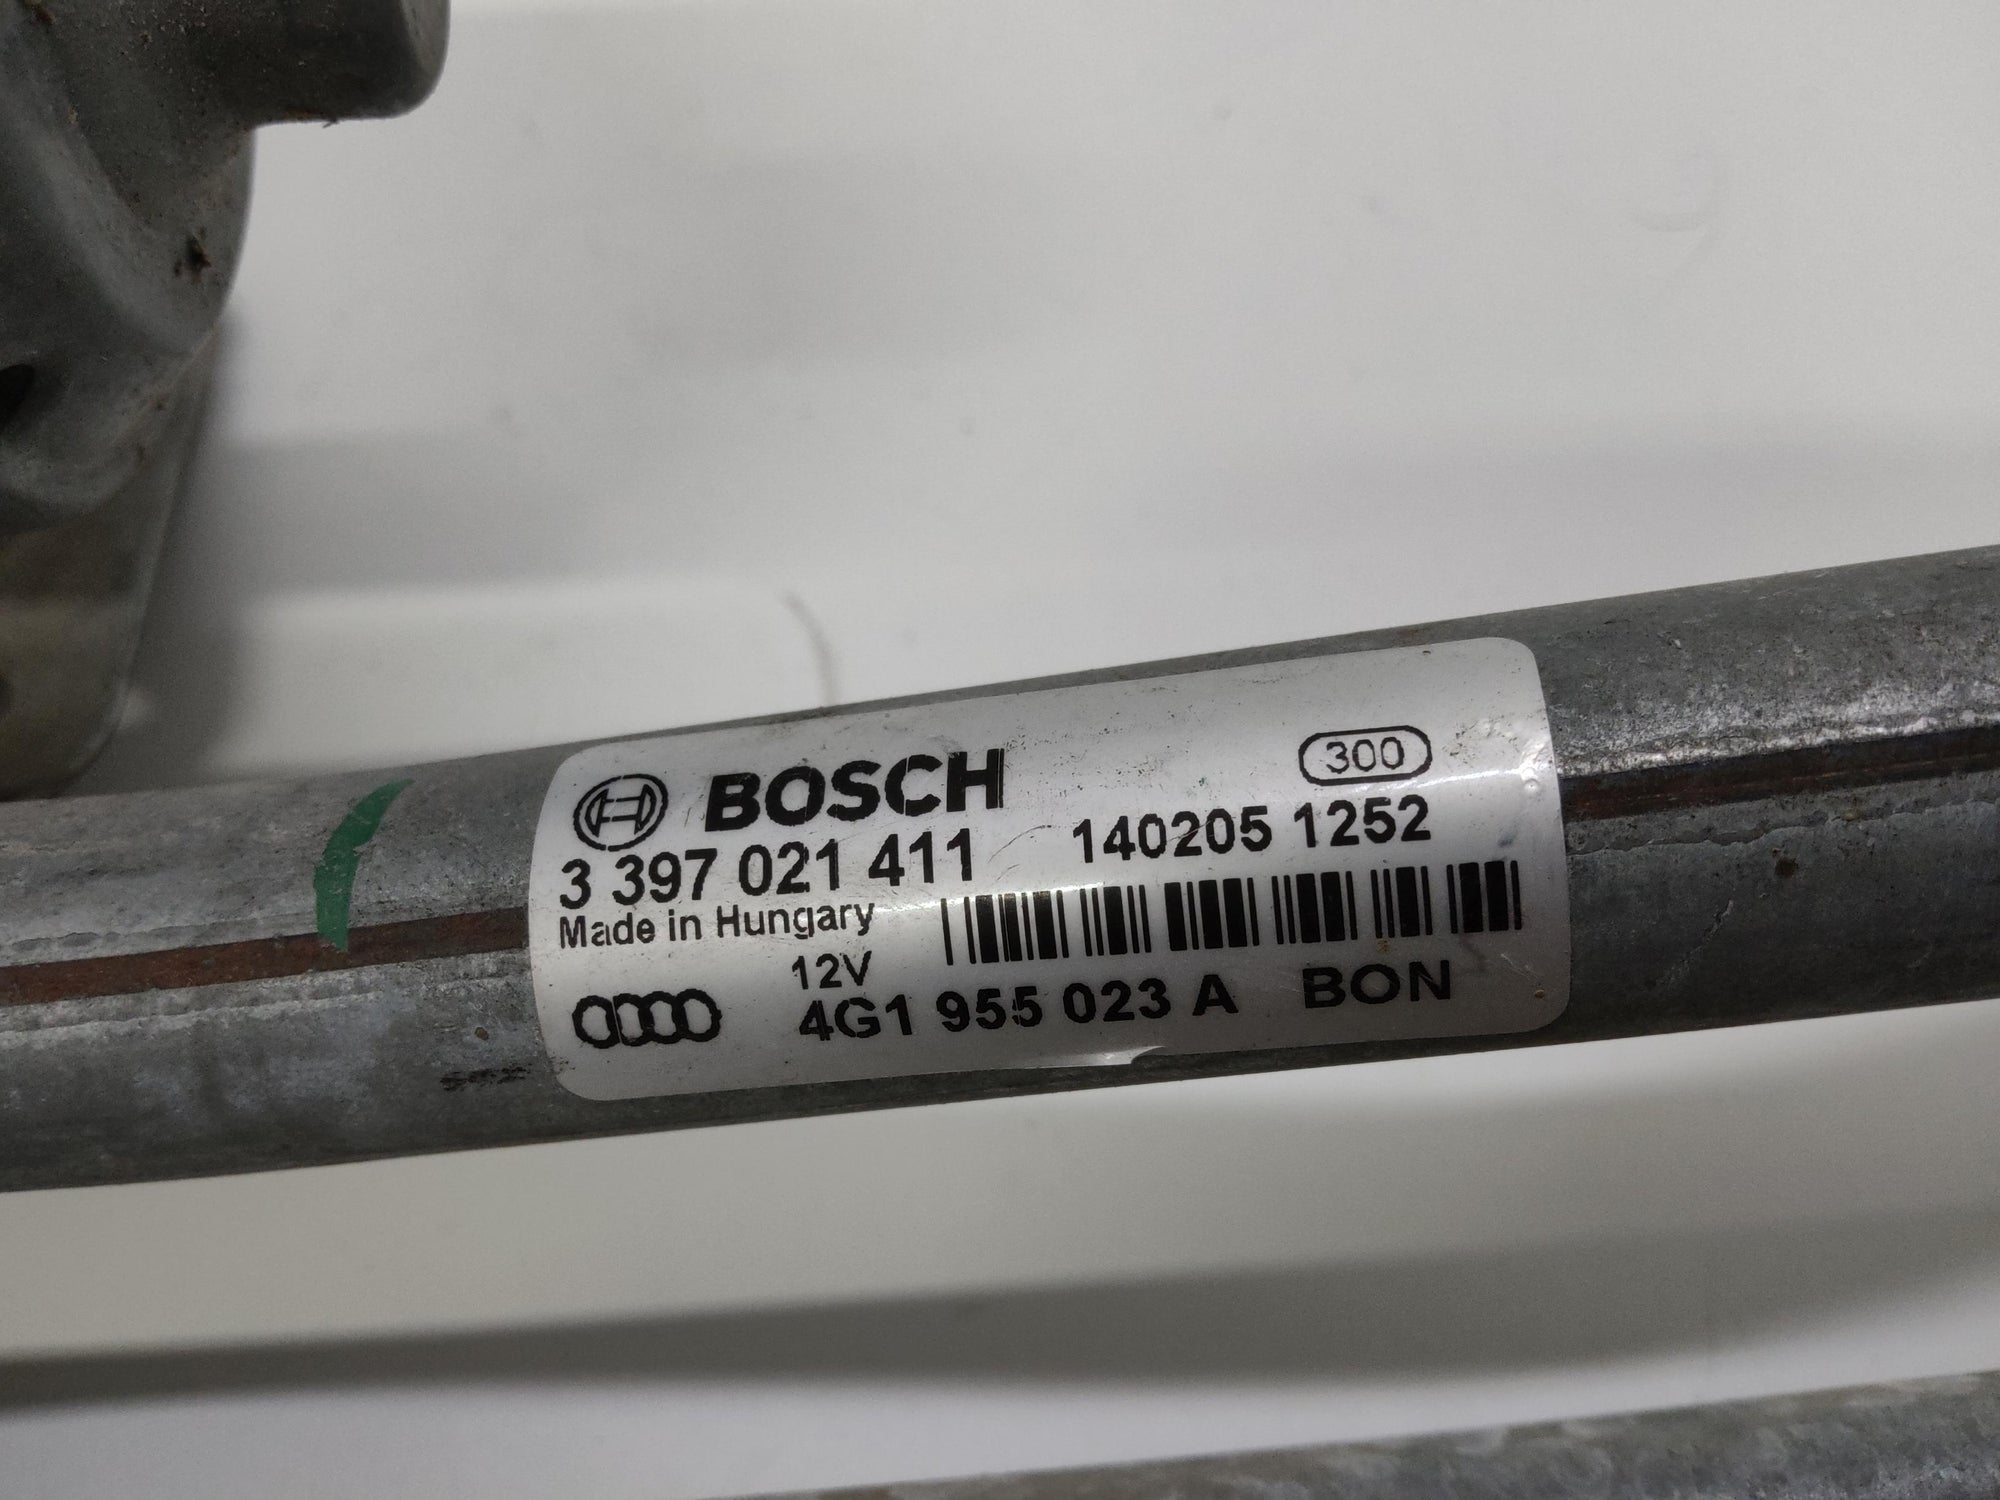 BOSCH 300
3 397 021 411 140205 1252
Made in Hungary
12V
4G1 955 023 A BON